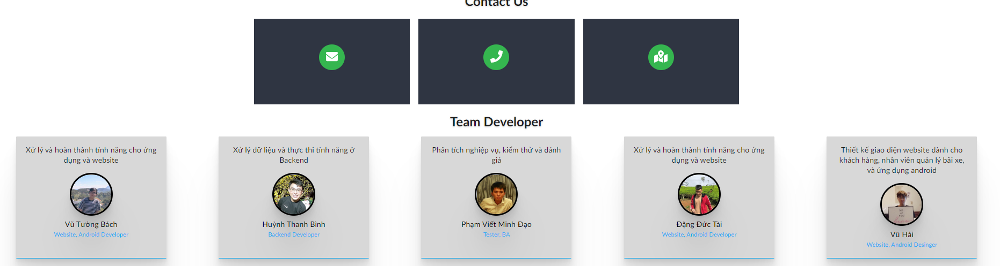 Contact Us
Team Developer
Xử lý và hoàn thành tính năng cho ứng
dụng và website
Vũ Tường Bách
Website, Android Developer
Xử lý dữ liệu và thực thi tính năng ở
Backend
Huỳnh Thanh Bình
Backend Developer
Phân tích nghiệp vụ, kiểm thử và đánh
giá
Phạm Viết Minh Đạo
Tester, BA
Xử lý và hoàn thành tính năng cho ứng
dụng và website
Đặng Đức Tài
Website, Android Developer
Thiết kế giao diện website dành cho
khách hàng, nhân viên quản lý bãi xe,
và ứng dụng android
Vũ Hải
Website, Android Desinger